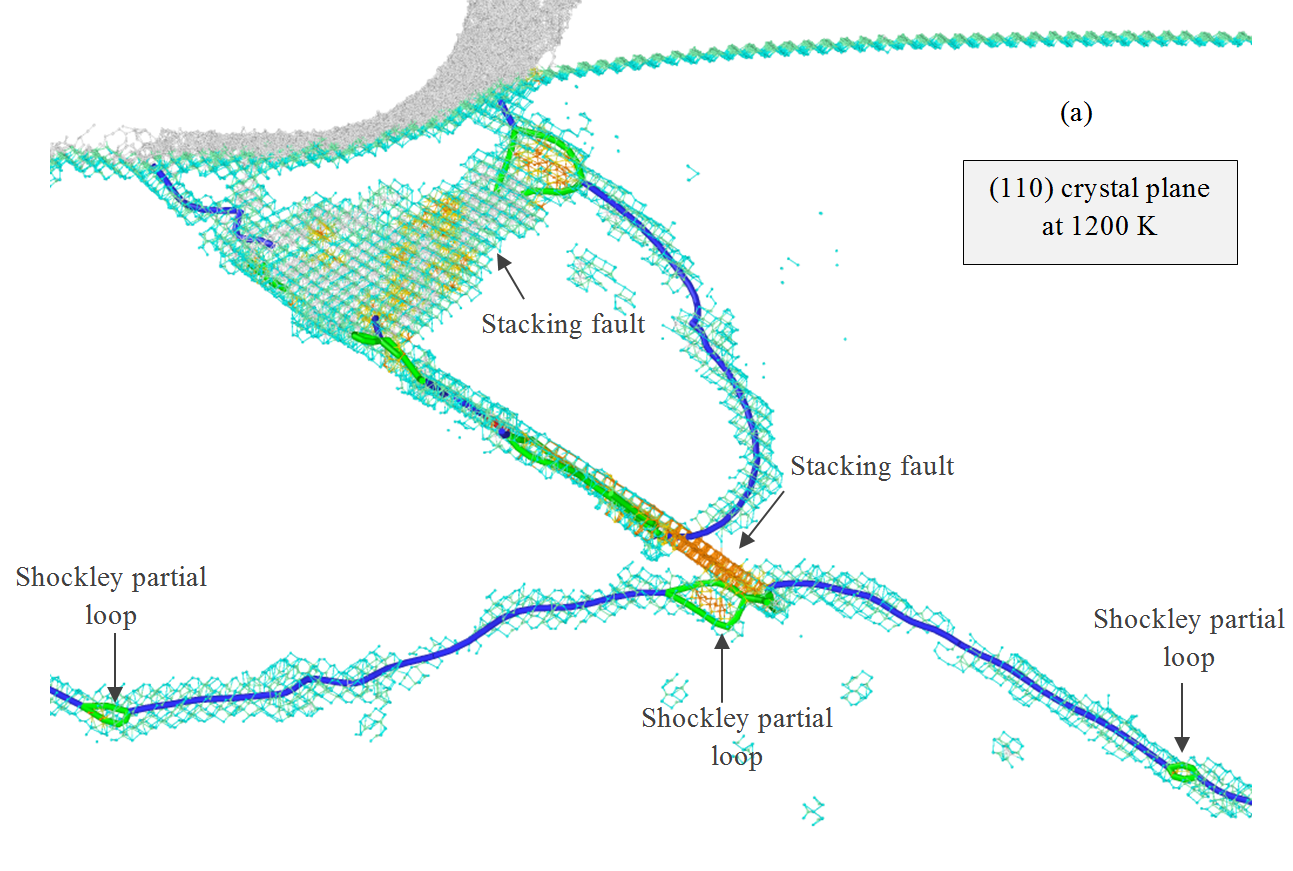 (a)
(110) crystal plane
at 1200 K
Stacking fault
Stacking fault
Shockley partial
loop
Shockley partial
loop
Shockley partial
loop